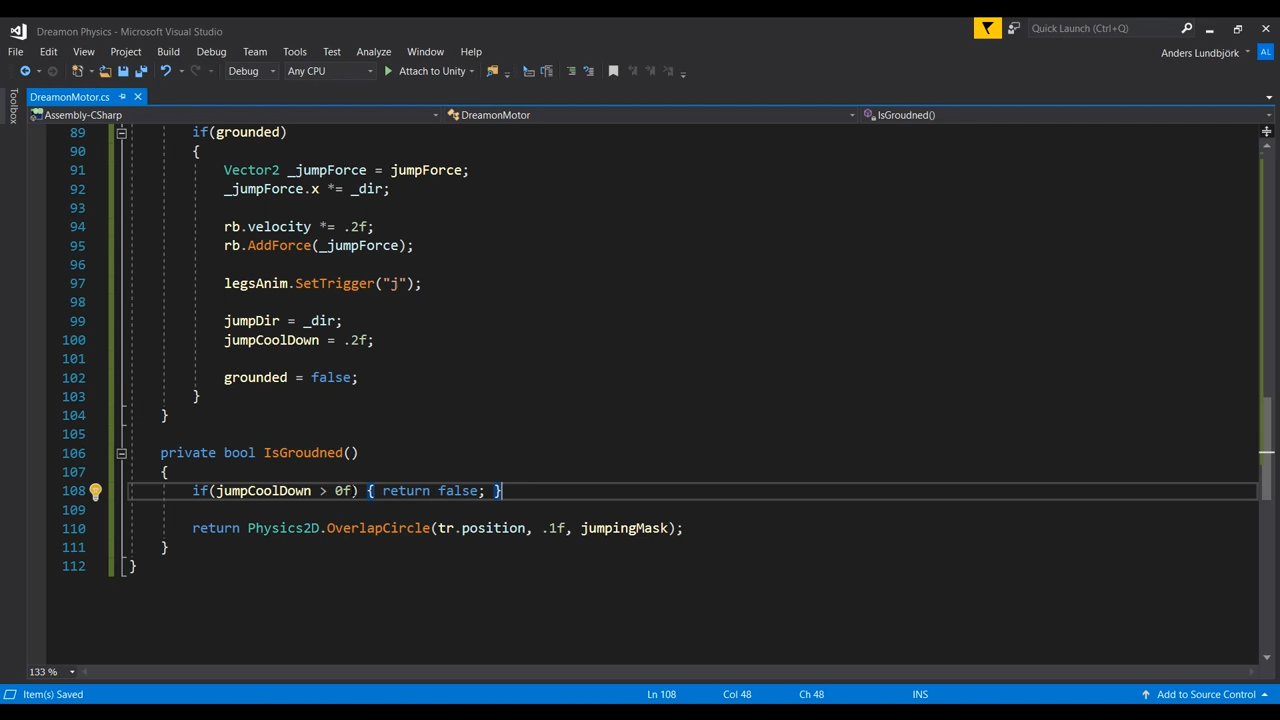 Dreamon Physics - Microsoft Visual Studio
Quick Launch (Ctrl+Q)
File Edit View Project Build Debug Team Tools Test Analyze Window Help
Anders Lundbjörk AL
Debug Any CPU Attach to Unity
Toolbox
DreamonMotor.cs
Assembly-CSharp DreamonMotor IsGroudned()
89 if(grounded)
90 {
91 Vector2 _jumpForce = jumpForce;
92 _jumpForce.x *= _dir;
93
94 rb.velocity *= .2f;
95 rb.AddForce(_jumpForce);
96
97 legsAnim.SetTrigger("j");
98
99 jumpDir = _dir;
100 jumpCoolDown = .2f;
101
102 grounded = false;
103 }
104 }
105
106 private bool IsGroudned()
107 {
108 if(jumpCoolDown > 0f) { return false; }
109
110 return Physics2D.OverlapCircle(tr.position, .1f, jumpingMask);
111 }
112 }
133 %
Item(s) Saved Ln 108 Col 48 Ch 48 INS Add to Source Control